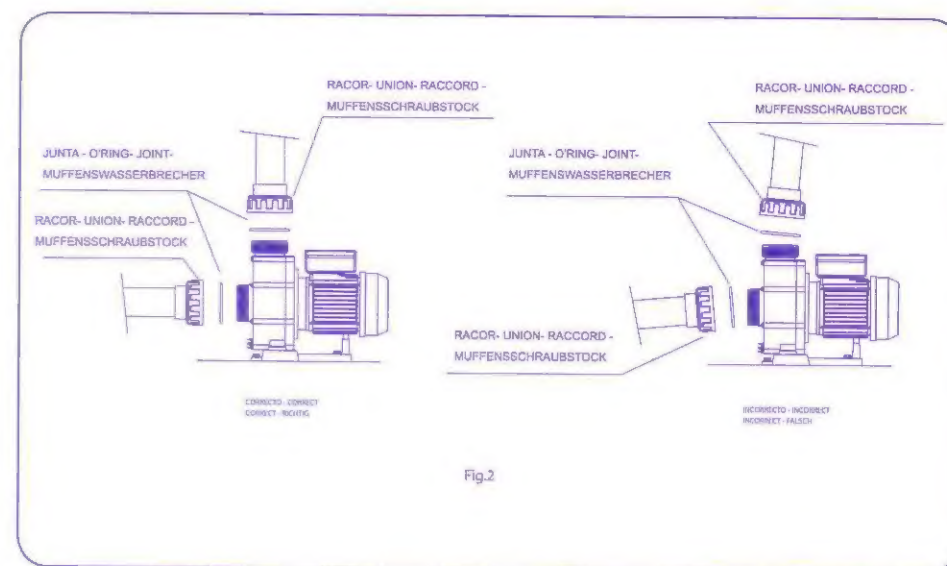 RACOR- UNION- RACCORD -
MUFFENSSCHRAUBSTOCK
JUNTA - O'RING- JOINT-
MUFFENSWASSERBRECHER
RACOR- UNION- RACCORD -
MUFFENSSCHRAUBSTOCK
CORRECTO - CORRECT
CORRECT - RICHTIG
RACOR- UNION- RACCORD -
MUFFENSSCHRAUBSTOCK
JUNTA - O'RING- JOINT-
MUFFENSWASSERBRECHER
RACOR- UNION- RACCORD -
MUFFENSSCHRAUBSTOCK
INCORRECTO - INCORRECT
INCORRECT - FALSCH
Fig.2